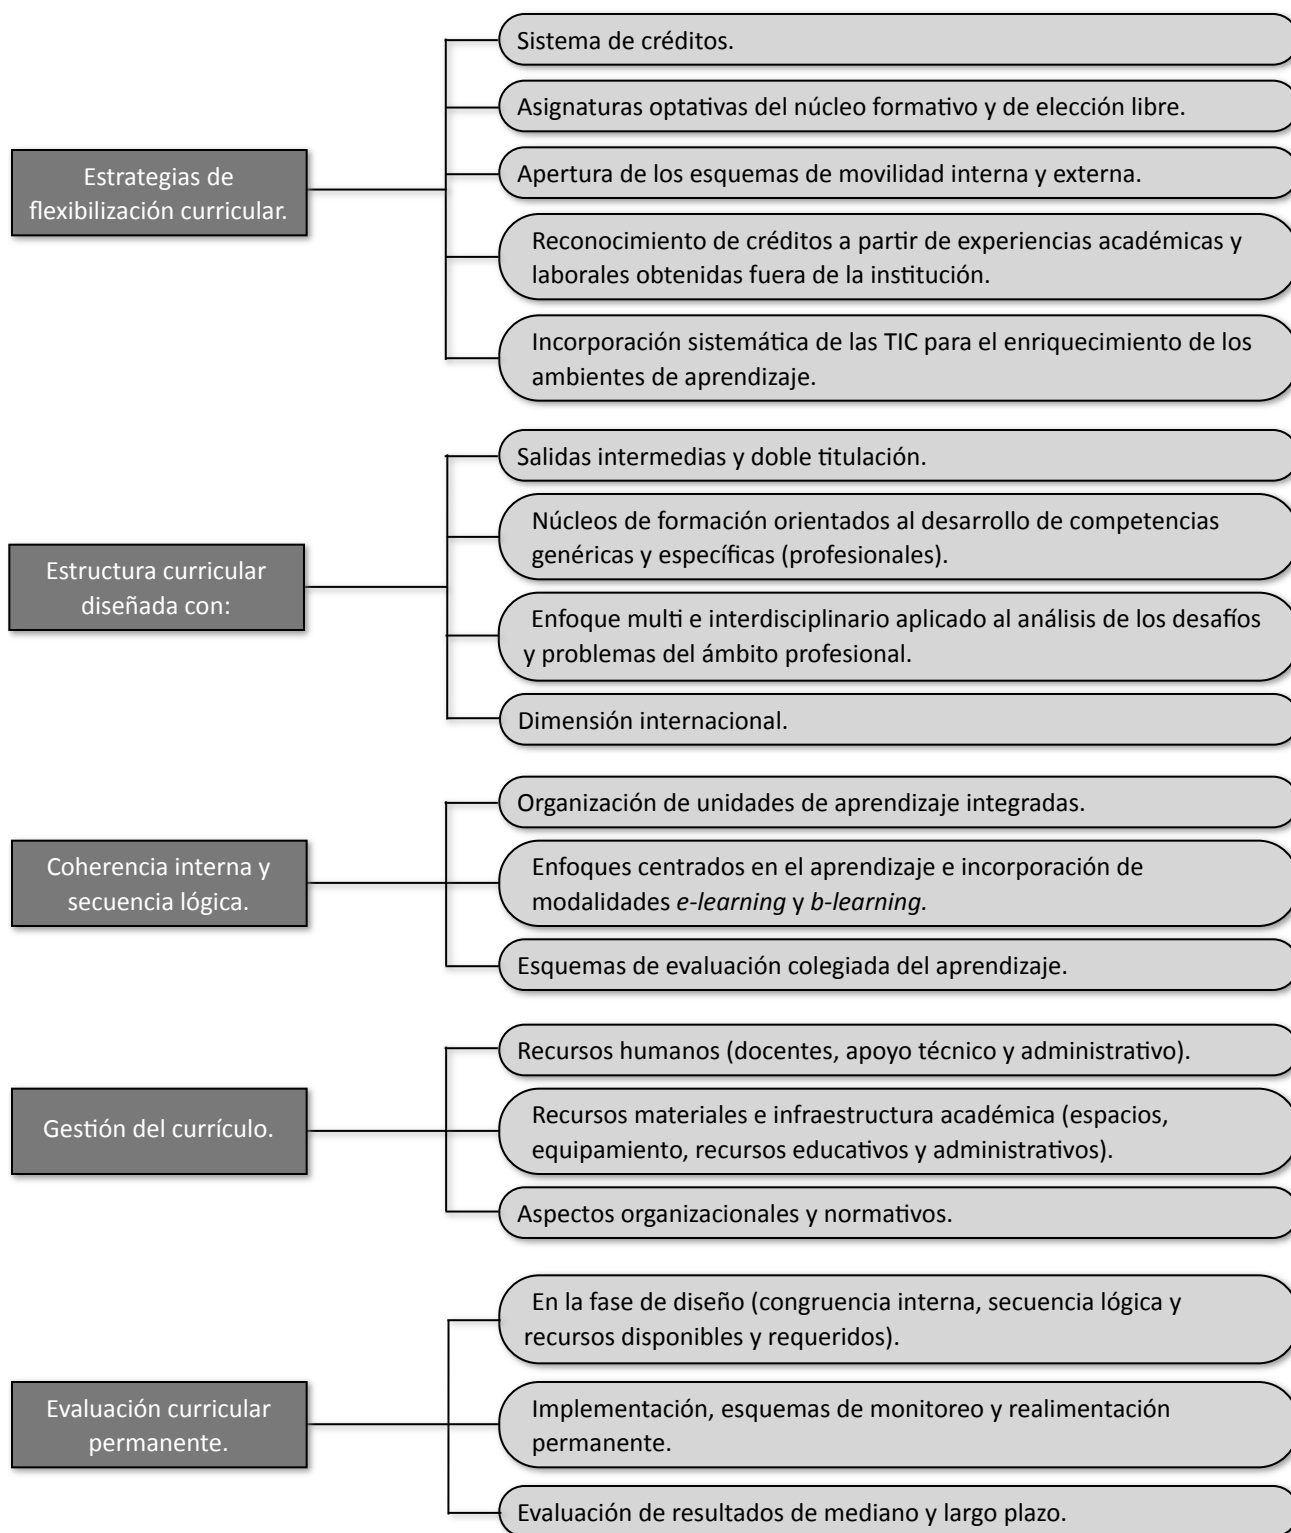 Estrategias de
flexibilización curricular.
Sistema de créditos.
Asignaturas optativas del núcleo formativo y de elección libre.
Apertura de los esquemas de movilidad interna y externa.
Reconocimiento de créditos a partir de experiencias académicas y
laborales obtenidas fuera de la institución.
Incorporación sistemática de las TIC para el enriquecimiento de los
ambientes de aprendizaje.
Estructura curricular
diseñada con:
Salidas intermedias y doble titulación.
Núcleos de formación orientados al desarrollo de competencias
genéricas y específicas (profesionales).
Enfoque multi e interdisciplinario aplicado al análisis de los desafíos
y problemas del ámbito profesional.
Dimensión internacional.
Coherencia interna y
secuencia lógica.
Organización de unidades de aprendizaje integradas.
Enfoques centrados en el aprendizaje e incorporación de
modalidades e-learning y b-learning.
Esquemas de evaluación colegiada del aprendizaje.
Gestión del currículo.
Recursos humanos (docentes, apoyo técnico y administrativo).
Recursos materiales e infraestructura académica (espacios,
equipamiento, recursos educativos y administrativos).
Aspectos organizacionales y normativos.
Evaluación curricular
permanente.
En la fase de diseño (congruencia interna, secuencia lógica y
recursos disponibles y requeridos).
Implementación, esquemas de monitoreo y realimentación
permanente.
Evaluación de resultados de mediano y largo plazo.